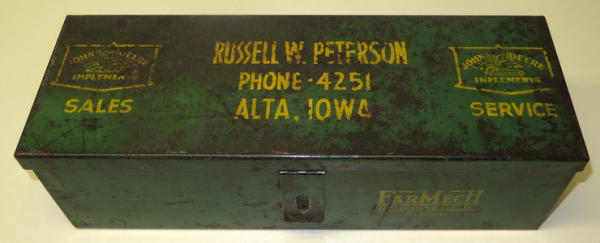 JOHN DEERE
IMPLEMENTS
SALES
RUSSELL W. PETERSON
PHONE-4251
ALTA, IOWA
JOHN DEERE
IMPLEMENTS
SERVICE
FARMECH